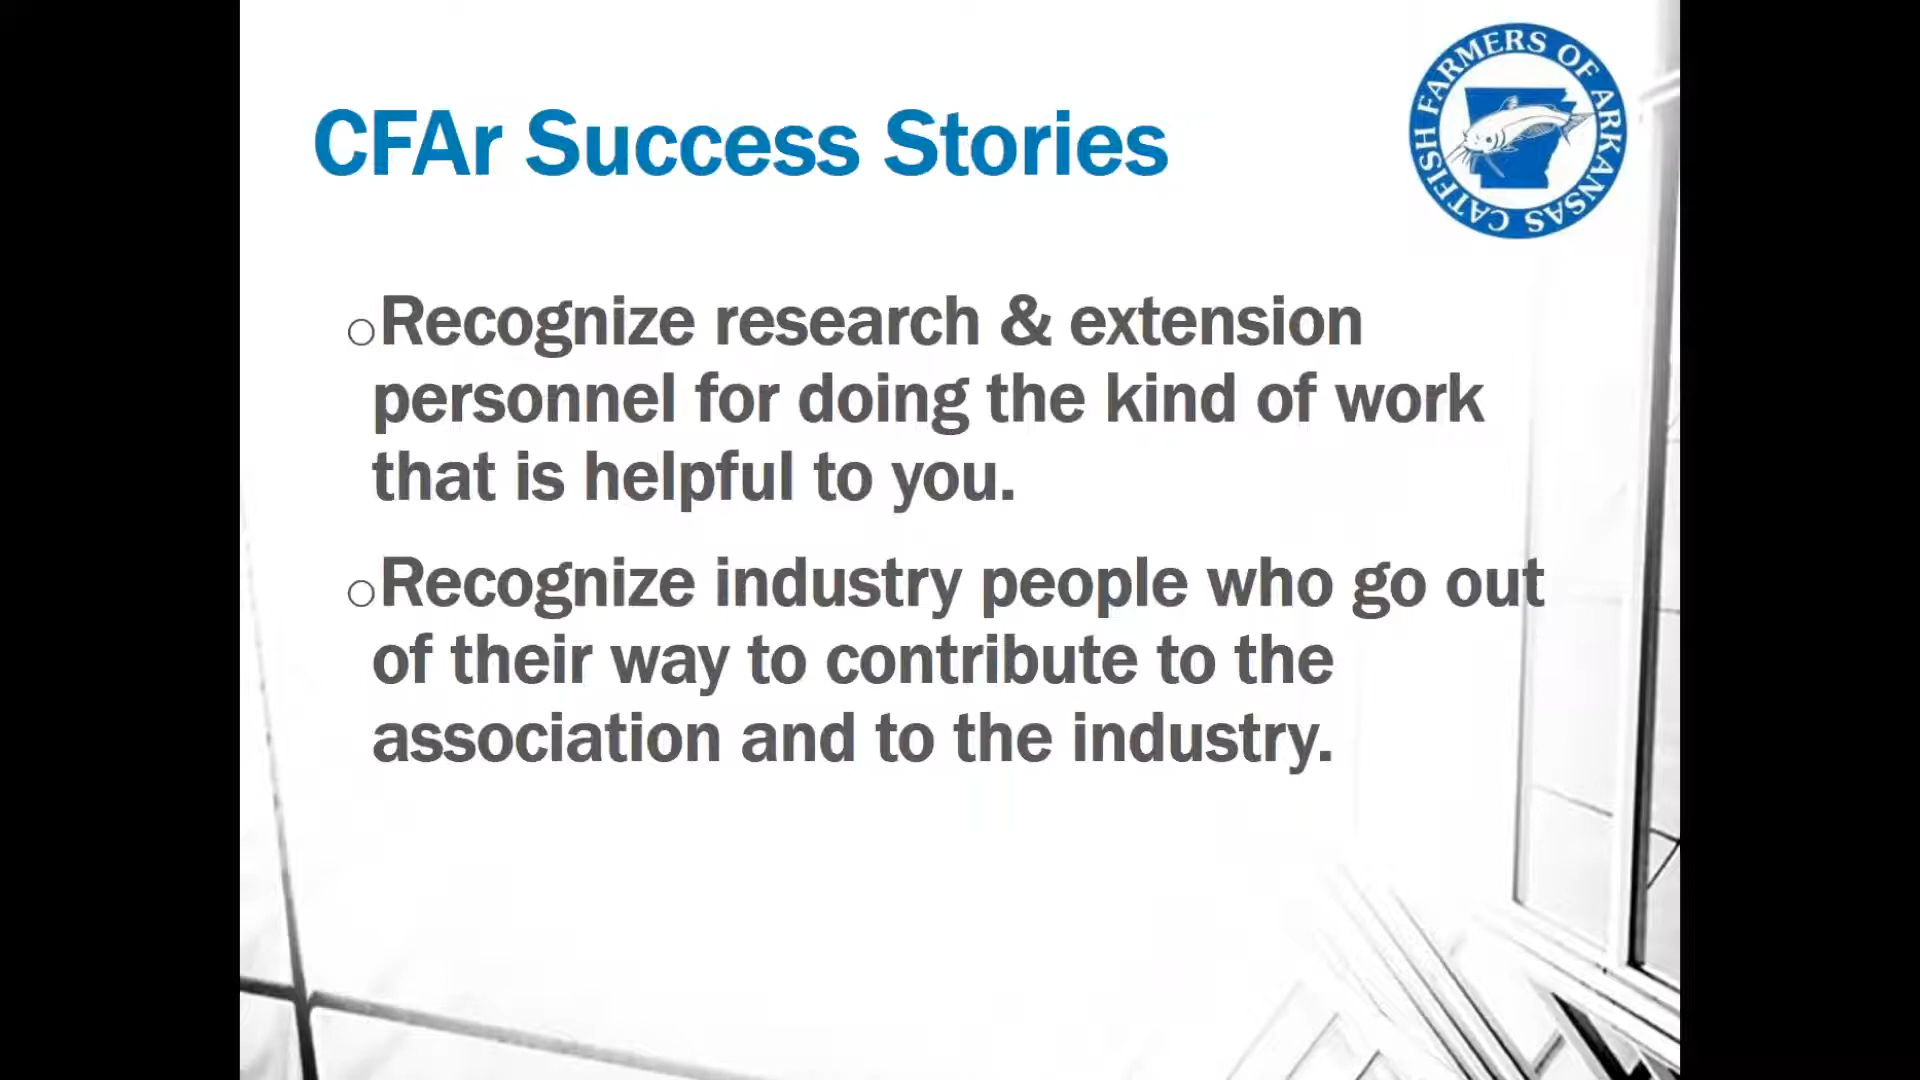 CFAr Success Stories
CATFISH FARMERS OF ARKANSAS
Recognize research & extension
personnel for doing the kind of work
that is helpful to you.
Recognize industry people who go out
of their way to contribute to the
association and to the industry.